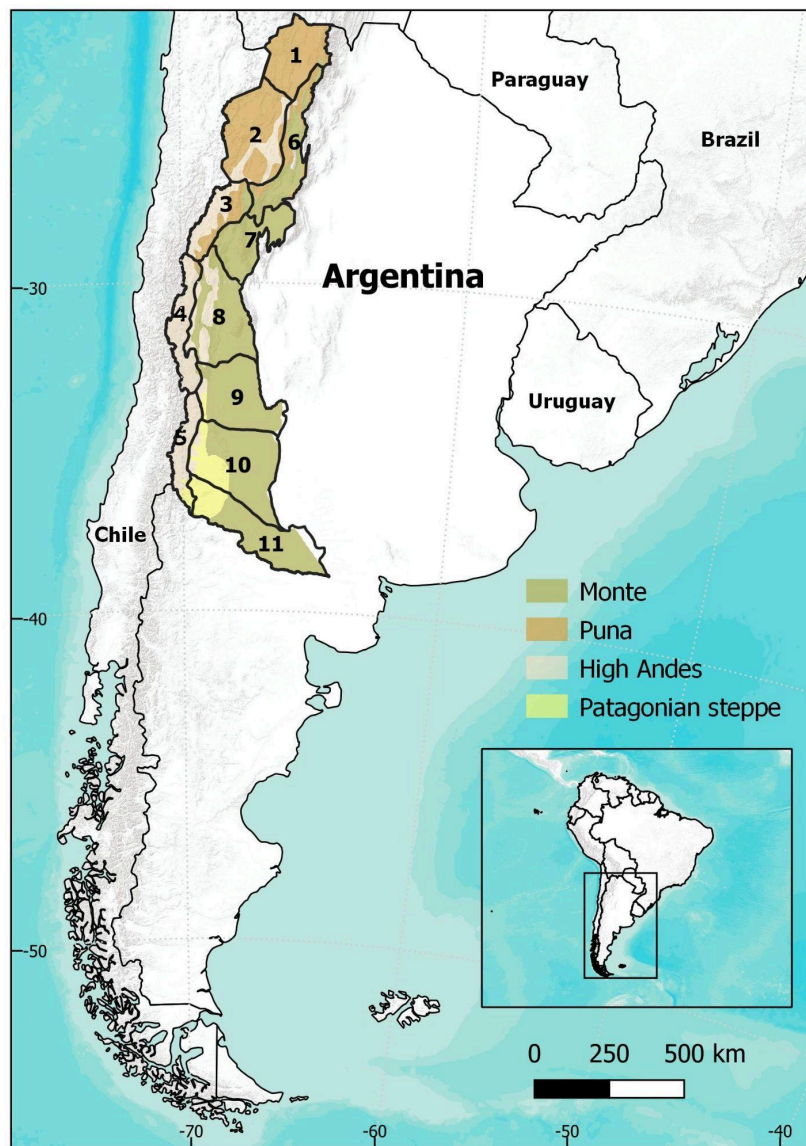 1
Paraguay
2
6
Brazil
3
7
Argentina
-30
4
8
9
Uruguay
5
10
Chile
11
Monte
Puna
-40
High Andes
Patagonian steppe
-50
0 250 500 km
-70 -60 -50 -40